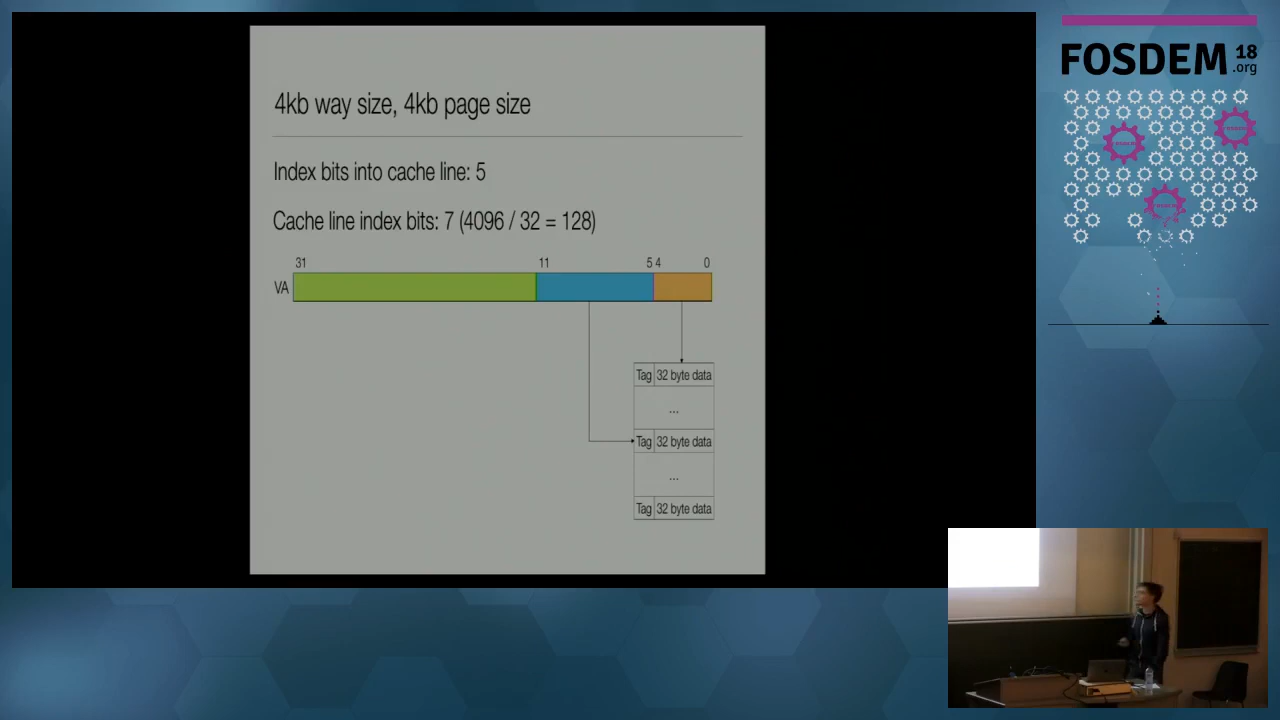 4kb way size, 4kb page size
Index bits into cache line: 5
Cache line index bits: 7 (4096 / 32 = 128)
31 11 5 4 0
VA
Tag 32 byte data
...
Tag 32 byte data
...
Tag 32 byte data
FOSDEM 18
.org